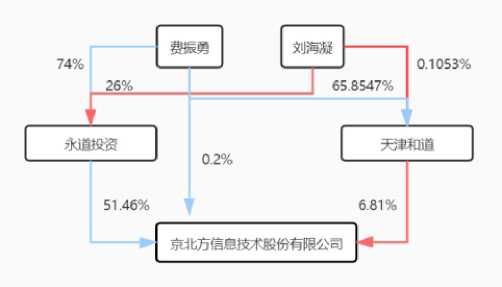 费振勇
刘海凝
74%
0.1053%
26%
65.8547%
永道投资
天津和道
0.2%
51.46%
6.81%
京北方信息技术股份有限公司